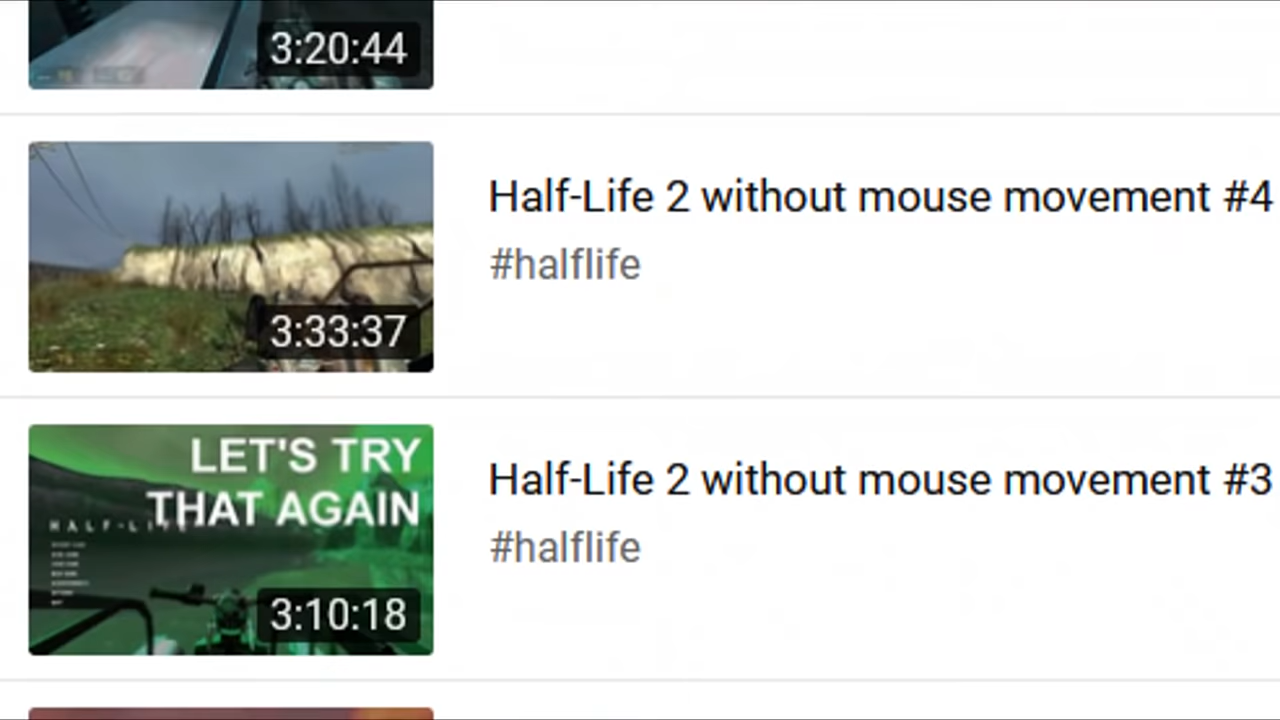 3:20:44
Half-Life 2 without mouse movement #4
#halflife
3:33:37
LET'S TRY
THAT AGAIN
HALF-LIFE
Half-Life 2 without mouse movement #3
#halflife
3:10:18